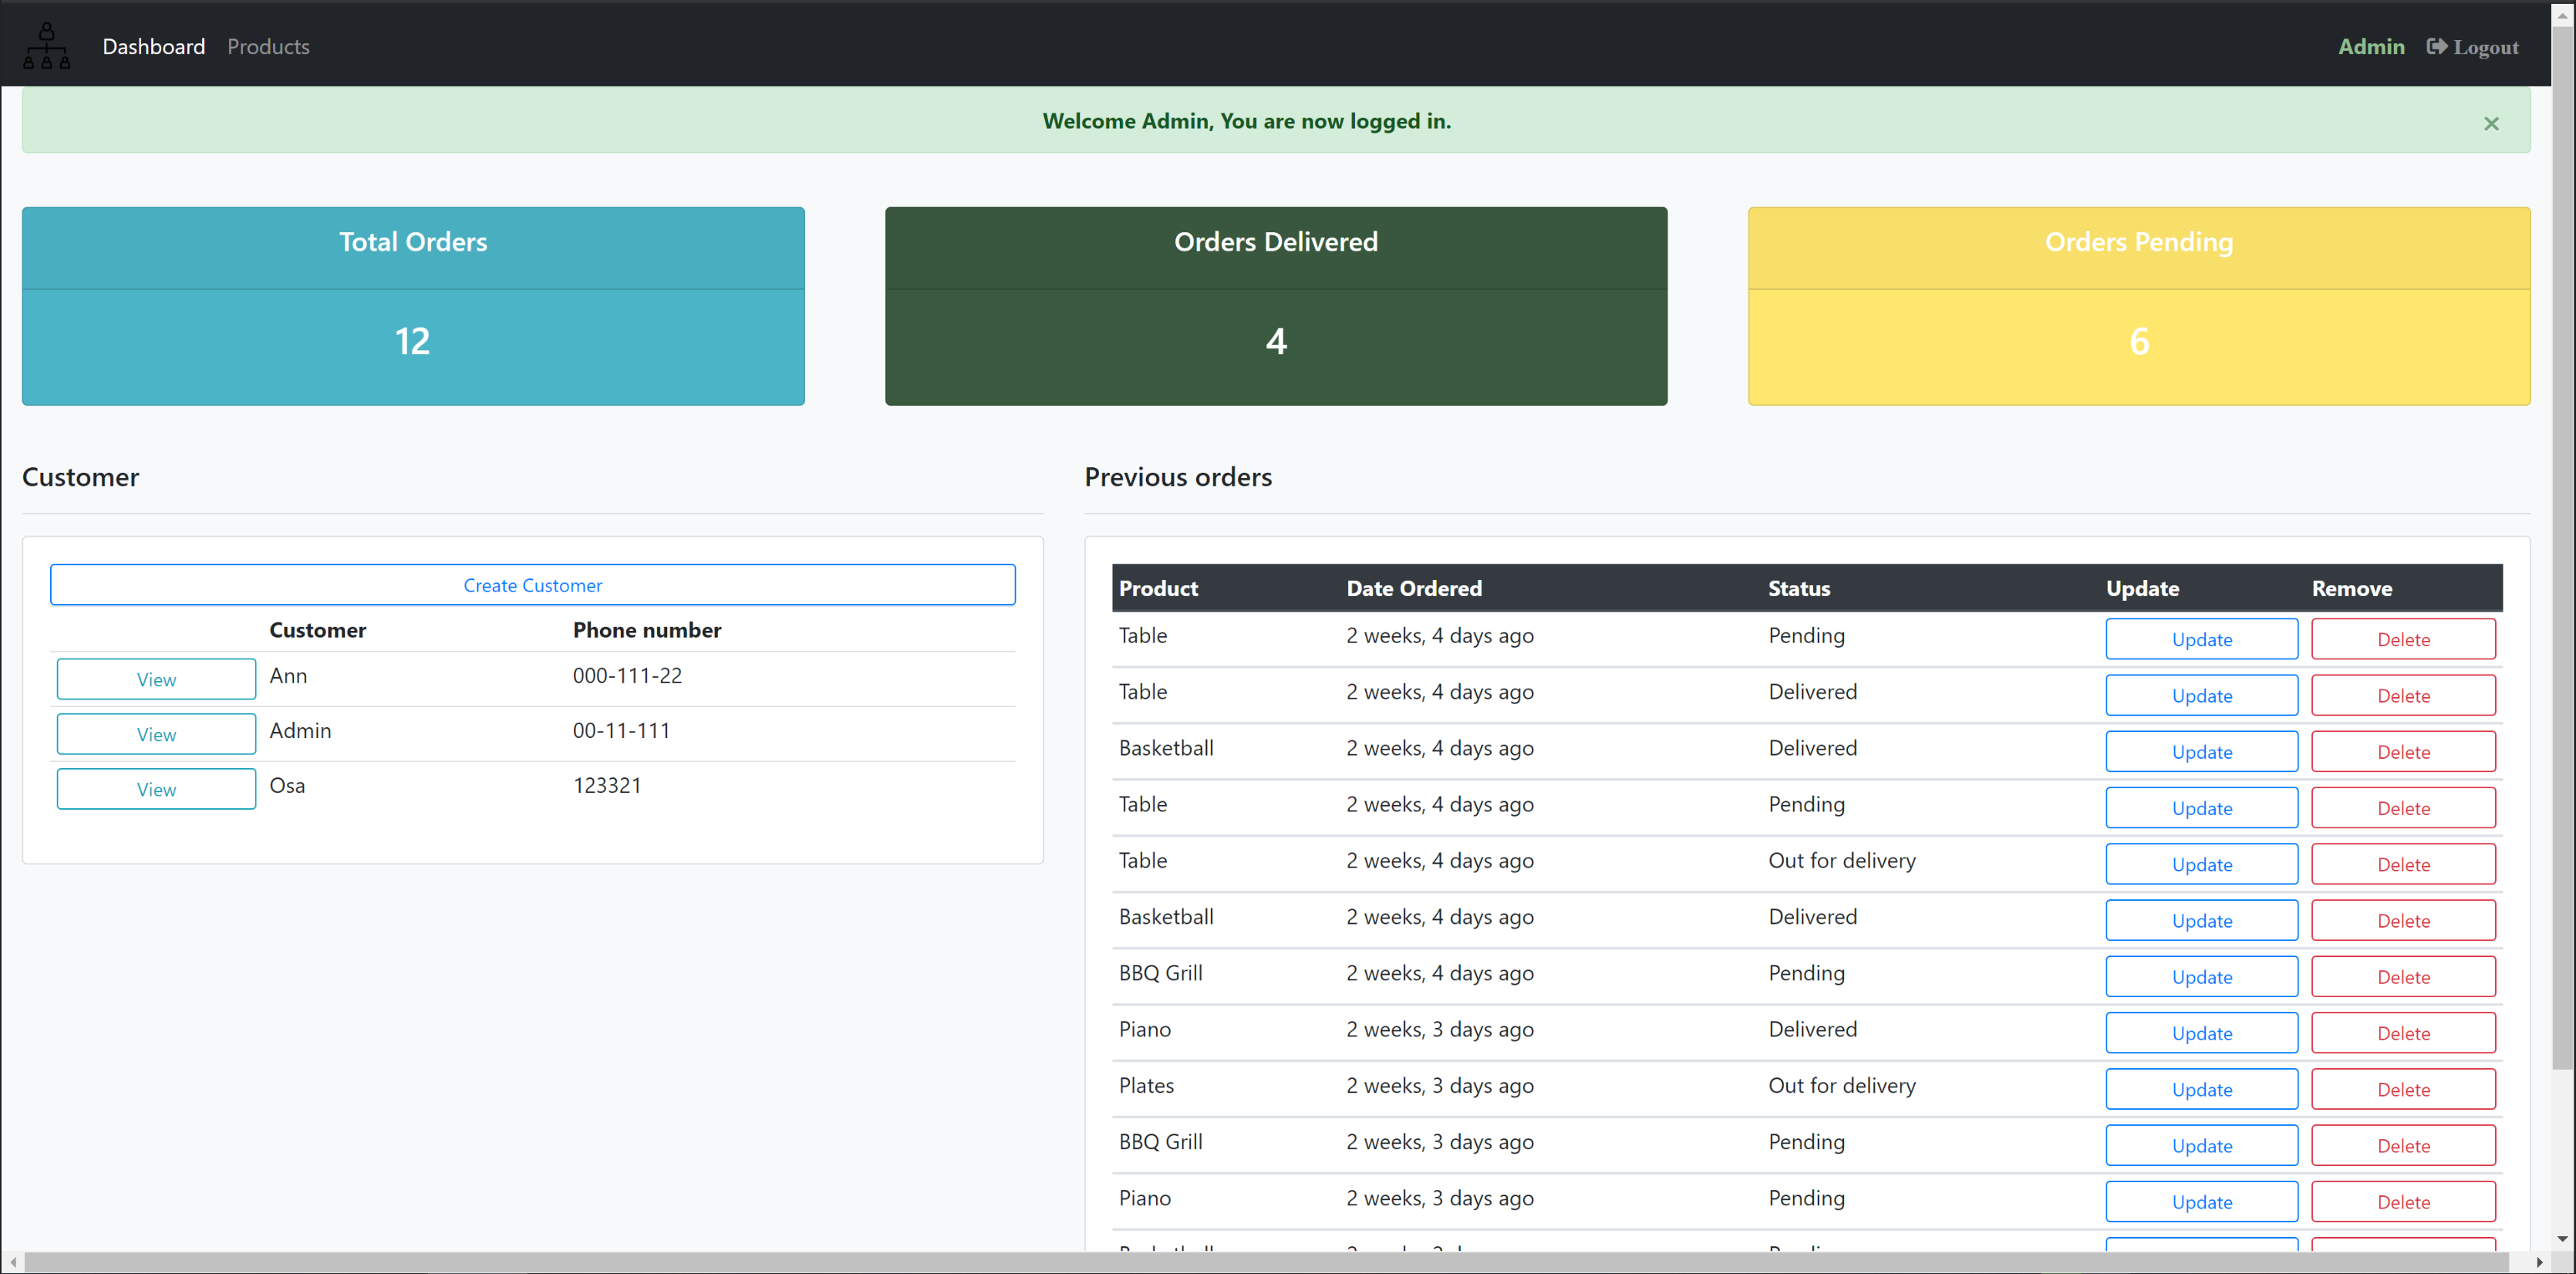 Dashboard Products Admin Logout
Welcome Admin, You are now logged in. ×
Total Orders
12
Orders Delivered
4
Orders Pending
6
Customer
Create Customer
Customer Phone number
View Ann 000-111-22
View Admin 00-11-111
View Osa 123321
Previous orders
Product Date Ordered Status Update Remove
Table 2 weeks, 4 days ago Pending Update Delete
Table 2 weeks, 4 days ago Delivered Update Delete
Basketball 2 weeks, 4 days ago Delivered Update Delete
Table 2 weeks, 4 days ago Pending Update Delete
Table 2 weeks, 4 days ago Out for delivery Update Delete
Basketball 2 weeks, 4 days ago Delivered Update Delete
BBQ Grill 2 weeks, 4 days ago Pending Update Delete
Piano 2 weeks, 3 days ago Delivered Update Delete
Plates 2 weeks, 3 days ago Out for delivery Update Delete
BBQ Grill 2 weeks, 3 days ago Pending Update Delete
Piano 2 weeks, 3 days ago Pending Update Delete